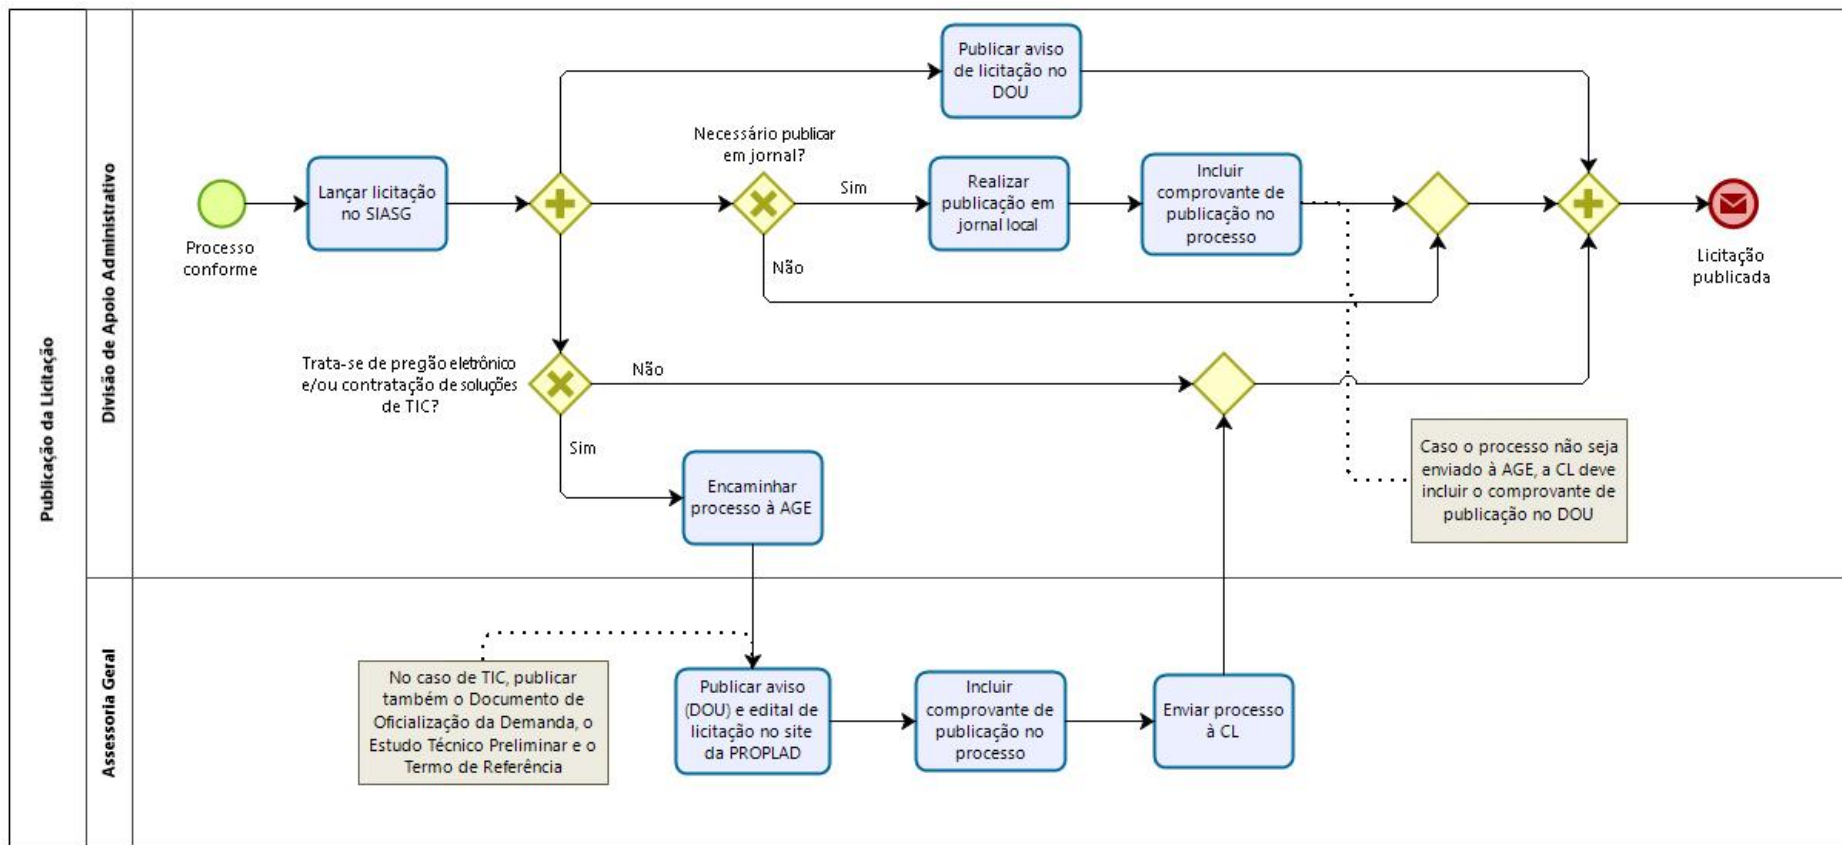 Publicação da Licitação
Divisão de Apoio Administrativo
Processo
conforme
Lançar licitação
no SIASG
Publicar aviso
de licitação no
DOU
Necessário publicar
em jornal?
Sim
Realizar
publicação em
jornal local
Incluir
comprovante de
publicação no
processo
Não
Licitação
publicada
Trata-se de pregão eletrônico
e/ou contratação de soluções
de TIC?
Não
Sim
Encaminhar
processo à AGE
Caso o processo não seja
enviado à AGE, a CL deve
incluir o comprovante de
publicação no DOU
Assessoria Geral
No caso de TIC, publicar
também o Documento de
Oficialização da Demanda, o
Estudo Técnico Preliminar e o
Termo de Referência
Publicar aviso
(DOU) e edital de
licitação no site
da PROPLAD
Incluir
comprovante de
publicação no
processo
Enviar processo
à CL